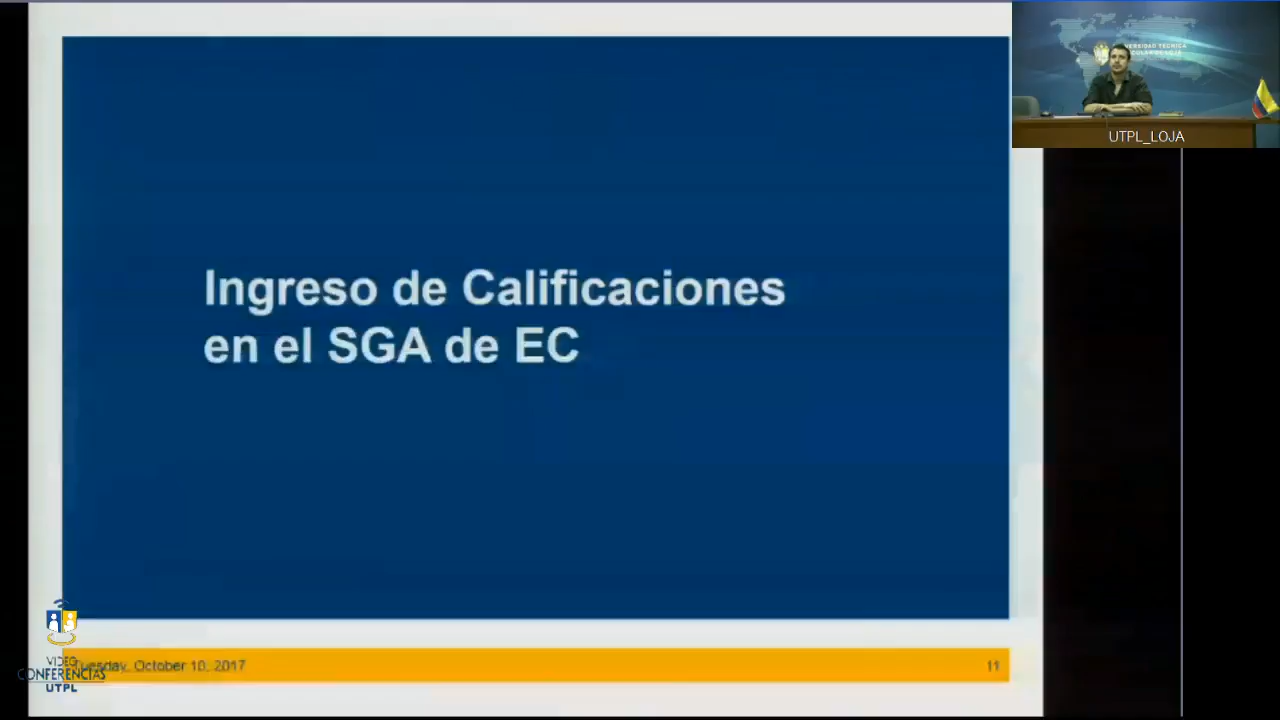 Ingreso de Calificaciones
en el SGA de EC
UTPL_LOJA
Tuesday, October 10, 2017
11
VIDEO
CONFERENCIAS
UTPL